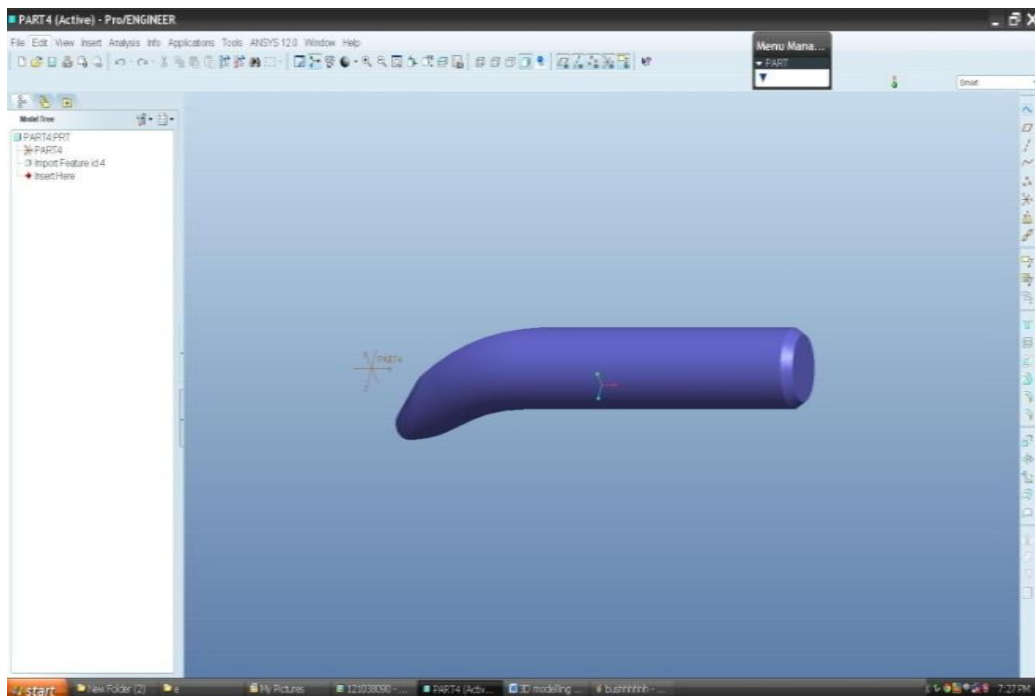 PART4 (Active) - Pro/ENGINEER
File Edit View Insert Analysis Info Applications Tools ANSYS 12.0 Window Help
Menu Mana...
PART
Smart
Model Tree
PART4.PRT
PART4
Import Feature id 4
Insert Here
PART4
start New Folder (2) e My Pictures 121038090 - ... PART4 (Activ... 3D modelling ... 7:27 PM